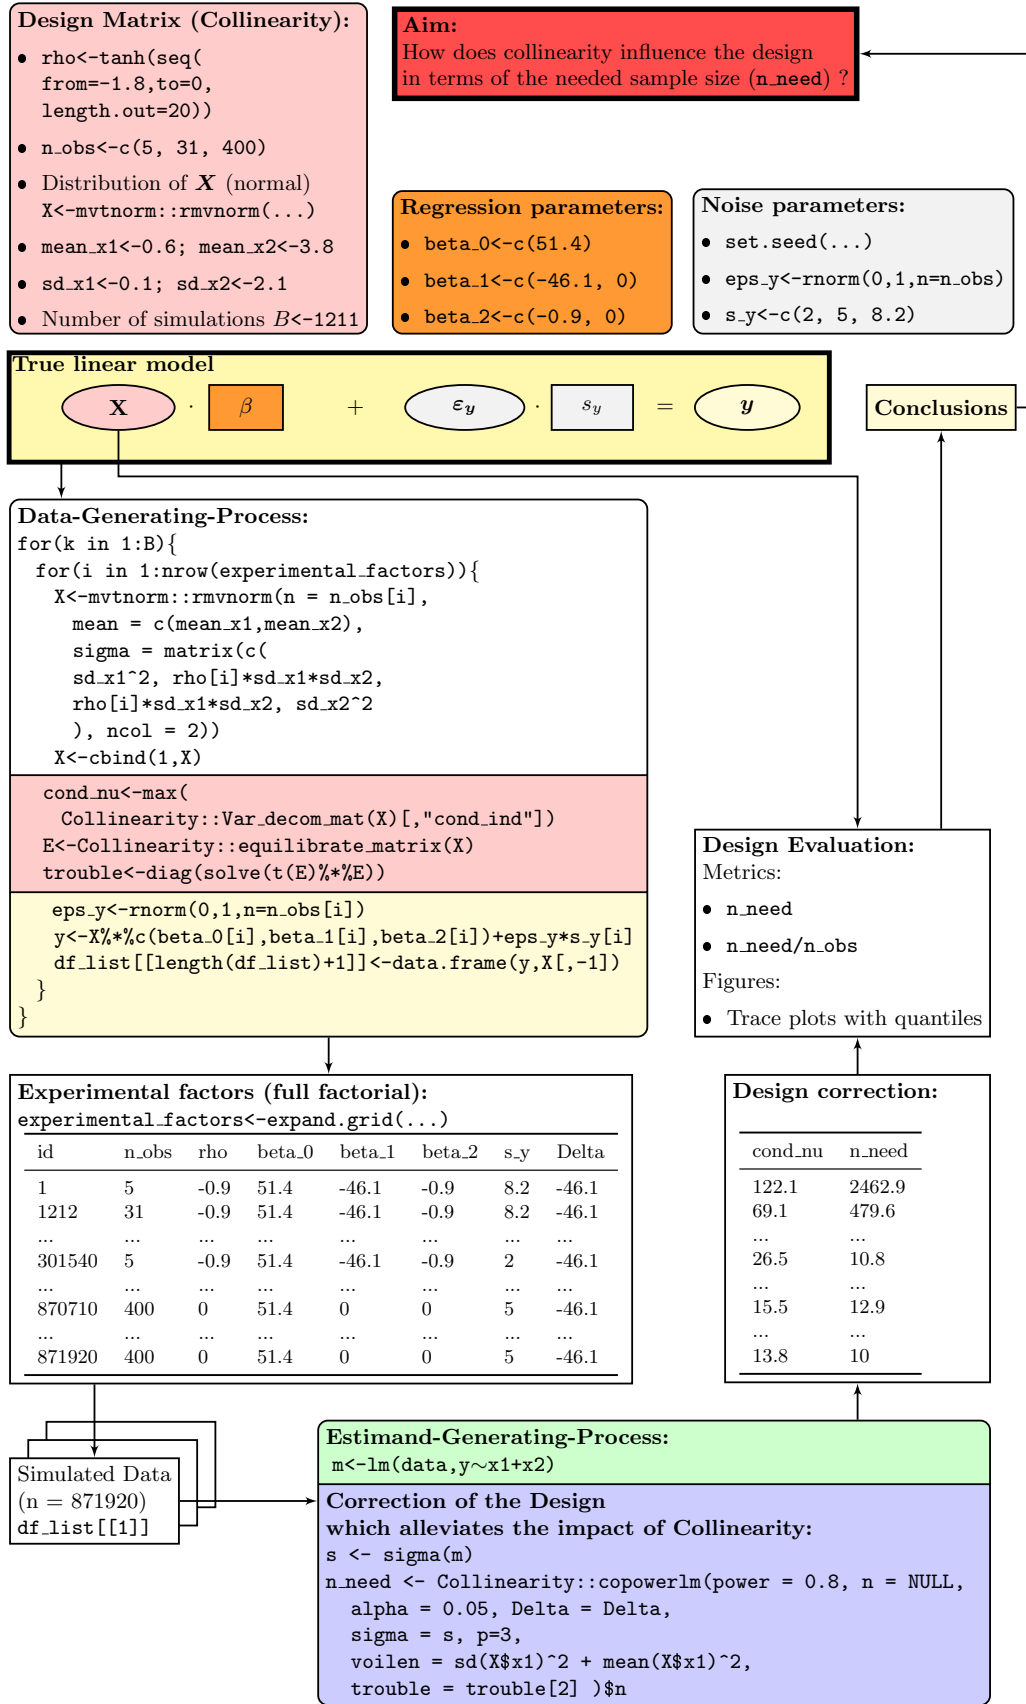 Design Matrix (Collinearity):
• rho<-tanh(seq(
from=-1.8,to=0,
length.out=20))
• n_obs<-c(5, 31, 400)
• Distribution of X (normal)
X<-mvtnorm::rmvnorm(...)
• mean_x1<-0.6; mean_x2<-3.8
• sd_x1<-0.1; sd_x2<-2.1
• Number of simulations B<-1211
Aim:
How does collinearity influence the design
in terms of the needed sample size (n_need) ?
Regression parameters:
• beta_0<-c(51.4)
• beta_1<-c(-46.1, 0)
• beta_2<-c(-0.9, 0)
Noise parameters:
• set.seed(...)
• eps_y<-rnorm(0,1,n=n_obs)
• s_y<-c(2, 5, 8.2)
True linear model
X · β + ε_y · s_y = y
Conclusions
Data-Generating-Process:
for(k in 1:B){
for(i in 1:nrow(experimental_factors)){
X<-mvtnorm::rmvnorm(n = n_obs[i],
mean = c(mean_x1,mean_x2),
sigma = matrix(c(
sd_x1^2, rho[i]*sd_x1*sd_x2,
rho[i]*sd_x1*sd_x2, sd_x2^2
), ncol = 2))
X<-cbind(1,X)
cond_nu<-max(
Collinearity::Var_decom_mat(X)[,"cond_ind"])
E<-Collinearity::equilibrate_matrix(X)
trouble<-diag(solve(t(E)%*%E))
eps_y<-rnorm(0,1,n=n_obs[i])
y<-X%*%c(beta_0[i],beta_1[i],beta_2[i])+eps_y*s_y[i]
df_list[[length(df_list)+1]]<-data.frame(y,X[,-1])
}
}
Design Evaluation:
Metrics:
• n_need
• n_need/n_obs
Figures:
• Trace plots with quantiles
Experimental factors (full factorial):
experimental_factors<-expand.grid(...)
id n_obs rho beta_0 beta_1 beta_2 s_y Delta
1 5 -0.9 51.4 -46.1 -0.9 8.2 -46.1
1212 31 -0.9 51.4 -46.1 -0.9 8.2 -46.1
... ... ... ... ... ... ... ...
301540 5 -0.9 51.4 -46.1 -0.9 2 -46.1
... ... ... ... ... ... ... ...
870710 400 0 51.4 0 0 5 -46.1
... ... ... ... ... ... ... ...
871920 400 0 51.4 0 0 5 -46.1
Design correction:
cond_nu n_need
122.1 2462.9
69.1 479.6
... ...
26.5 10.8
... ...
15.5 12.9
... ...
13.8 10
Simulated Data
(n = 871920)
df_list[[1]]
Estimand-Generating-Process:
m<-lm(data,y~x1+x2)
Correction of the Design
which alleviates the impact of Collinearity:
s <- sigma(m)
n_need <- Collinearity::copowerlm(power = 0.8, n = NULL,
alpha = 0.05, Delta = Delta,
sigma = s, p=3,
voilen = sd(X$x1)^2 + mean(X$x1)^2,
trouble = trouble[2] )$n